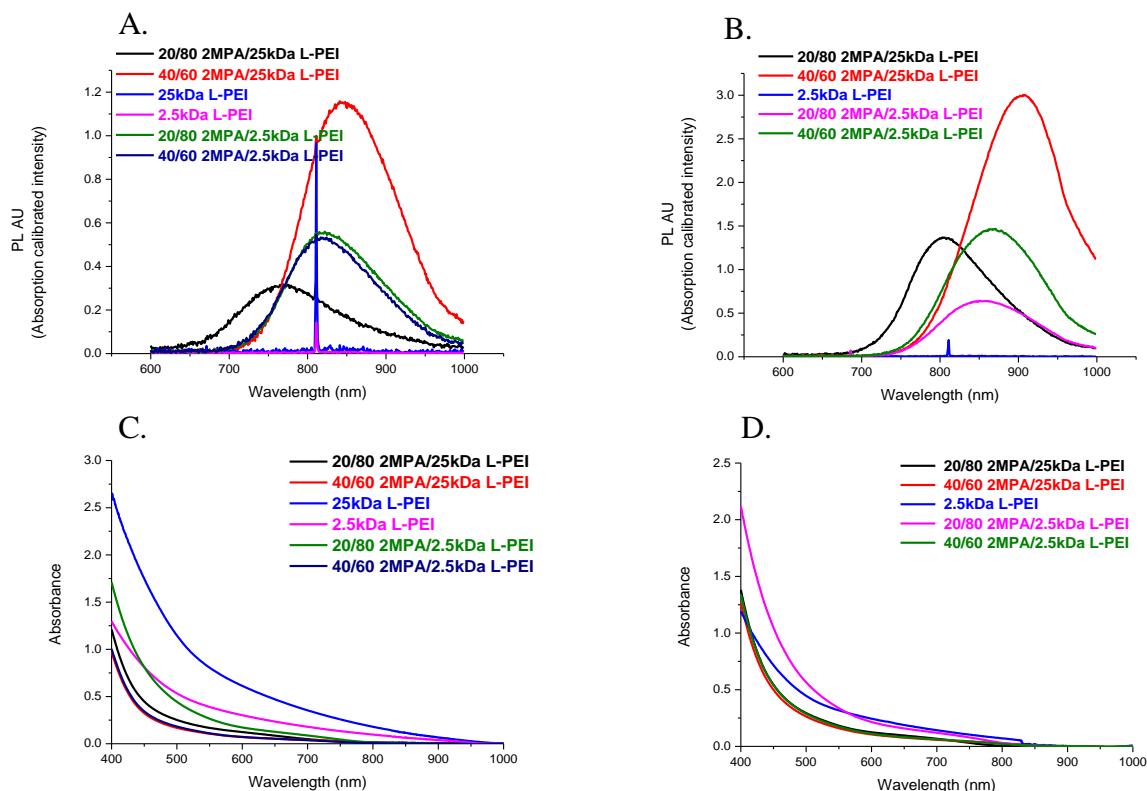 A.
20/80 2MPA/25kDa L-PEI
40/60 2MPA/25kDa L-PEI
25kDa L-PEI
2.5kDa L-PEI
20/80 2MPA/2.5kDa L-PEI
40/60 2MPA/2.5kDa L-PEI
PL AU
(Absorption calibrated intensity)
1.2
1.0
0.8
0.6
0.4
0.2
0.0
600 700 800 900 1000
Wavelength (nm)
B.
20/80 2MPA/25kDa L-PEI
40/60 2MPA/25kDa L-PEI
2.5kDa L-PEI
20/80 2MPA/2.5kDa L-PEI
40/60 2MPA/2.5kDa L-PEI
PL AU
(Absorption calibrated intensity)
3.0
2.5
2.0
1.5
1.0
0.5
0.0
600 700 800 900 1000
Wavelength (nm)
C.
20/80 2MPA/25kDa L-PEI
40/60 2MPA/25kDa L-PEI
25kDa L-PEI
2.5kDa L-PEI
20/80 2MPA/2.5kDa L-PEI
40/60 2MPA/2.5kDa L-PEI
Absorbance
3.0
2.5
2.0
1.5
1.0
0.5
0.0
400 500 600 700 800 900 1000
Wavelength (nm)
D.
20/80 2MPA/25kDa L-PEI
40/60 2MPA/25kDa L-PEI
2.5kDa L-PEI
20/80 2MPA/2.5kDa L-PEI
40/60 2MPA/2.5kDa L-PEI
Absorbance
2.5
2.0
1.5
1.0
0.5
0.0
400 500 600 700 800 900 1000
Wavelength (nm)